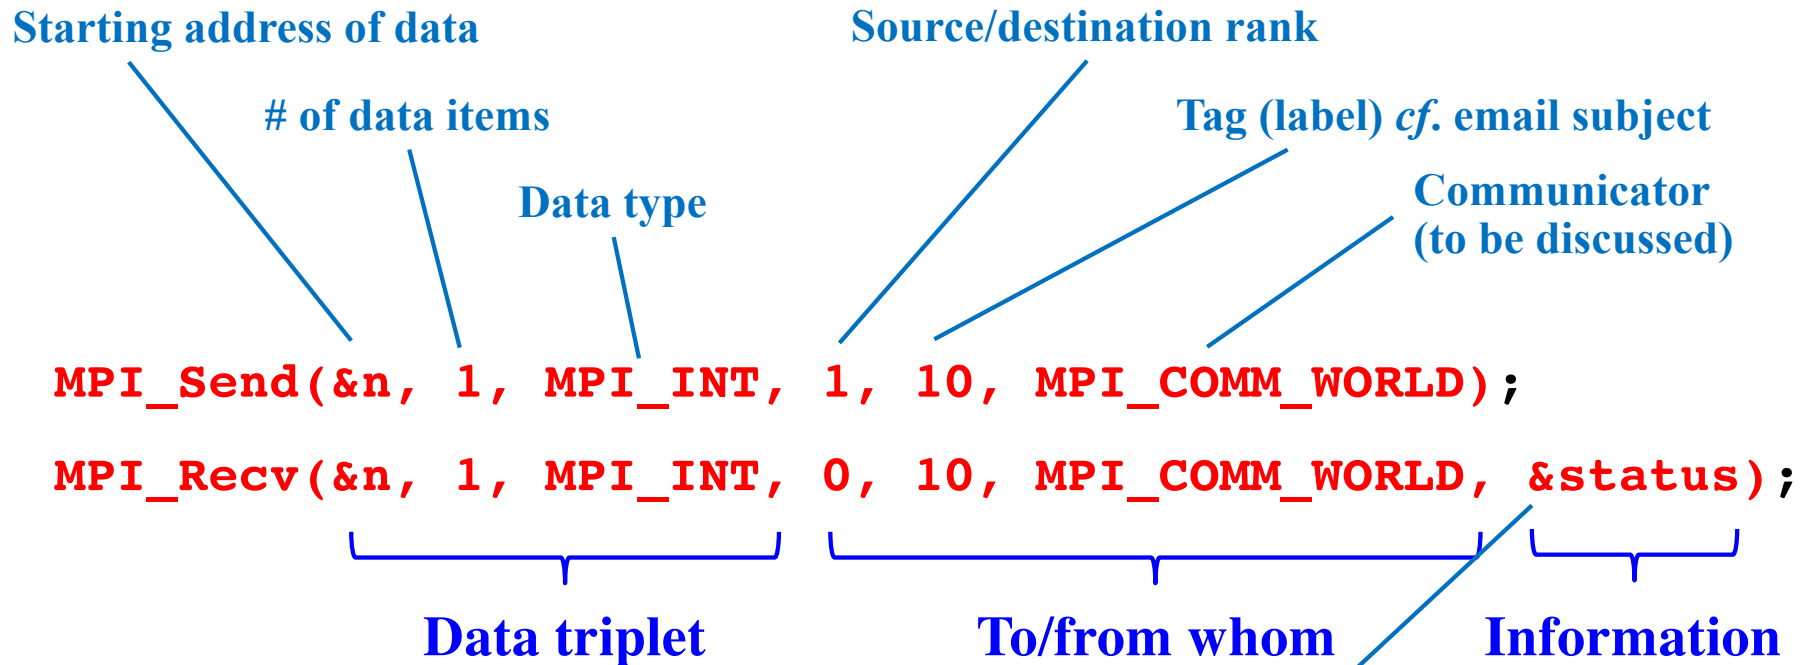 Starting address of data
Source/destination rank
# of data items
Tag (label) cf. email subject
Data type
Communicator
(to be discussed)
MPI_Send(&n, 1, MPI_INT, 1, 10, MPI_COMM_WORLD);
MPI_Recv(&n, 1, MPI_INT, 0, 10, MPI_COMM_WORLD, &status);
Data triplet
To/from whom
Information